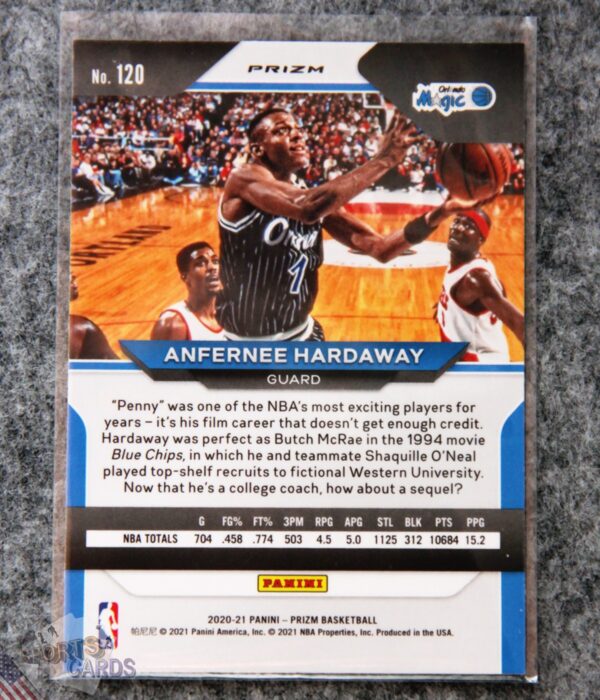 No. 120
PRIZM
Orlando
Magic
PORTLAND
Orlando
1
ANFERNEE HARDAWAY
GUARD
"Penny" was one of the NBA's most exciting players for
years – it's his film career that doesn't get enough credit.
Hardaway was perfect as Butch McRae in the 1994 movie
Blue Chips, in which he and teammate Shaquille O'Neal
played top-shelf recruits to fictional Western University.
Now that he's a college coach, how about a sequel?
G FG% FT% 3PM RPG APG STL BLK PTS PPG
NBA TOTALS 704 .458 .774 503 4.5 5.0 1125 312 10684 15.2
PANINI
2020-21 PANINI – PRIZM BASKETBALL
帕尼尼 © 2021 Panini America, Inc. © 2021 NBA Properties, Inc. Produced in the USA.
NBA
SPORTS
CARDS